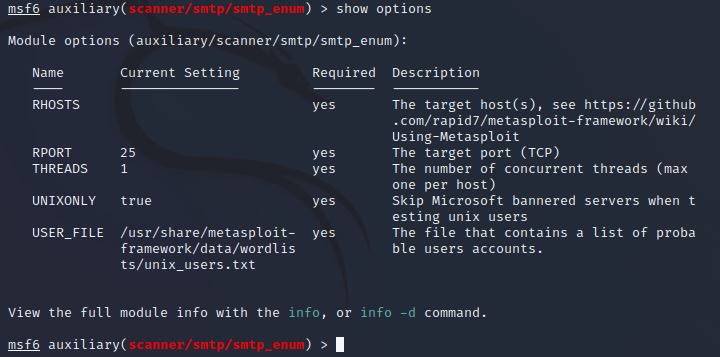 msf6 auxiliary(scanner/smtp/smtp_enum) > show options
Module options (auxiliary/scanner/smtp/smtp_enum):
Name Current Setting Required Description
RHOSTS yes The target host(s), see https://github
.com/rapid7/metasploit-framework/wiki/
Using-Metasploit
RPORT 25 yes The target port (TCP)
THREADS 1 yes The number of concurrent threads (max
one per host)
UNIXONLY true yes Skip Microsoft bannered servers when t
esting unix users
USER_FILE /usr/share/metasploit- yes The file that contains a list of proba
framework/data/wordlis ble users accounts.
ts/unix_users.txt
View the full module info with the info, or info -d command.
msf6 auxiliary(scanner/smtp/smtp_enum) >